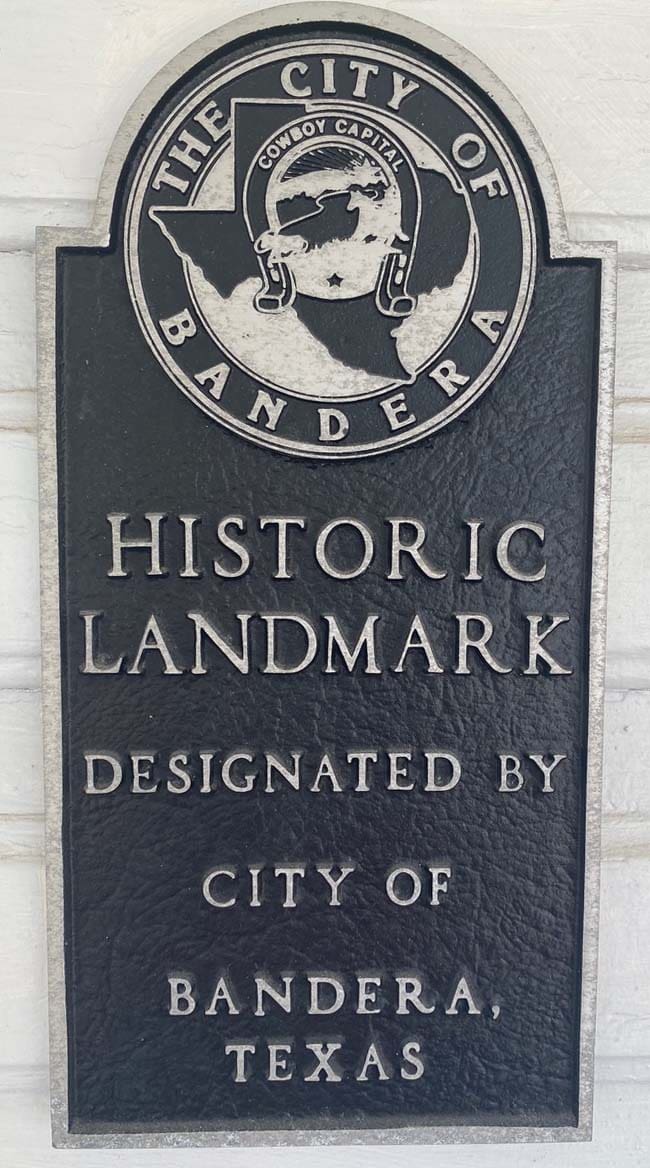 THE CITY OF
COWBOY CAPITAL
BANDERA
HISTORIC
LANDMARK
DESIGNATED BY
CITY OF
BANDERA,
TEXAS